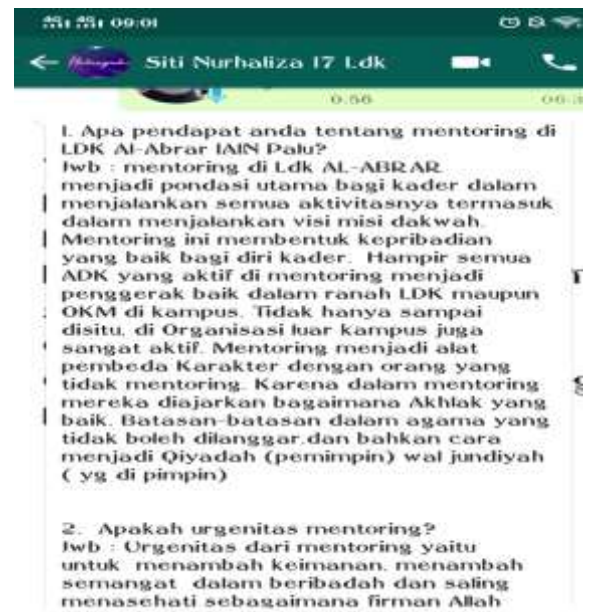 09:01
Siti Nurhaliza 17 Ldk
0:56
1. Apa pendapat anda tentang mentoring di
LDK Al-Abrar IAIN Palu?
Jwb : mentoring di Ldk AL-ABRAR
menjadi pondasi utama bagi kader dalam
menjalankan semua aktivitasnya termasuk
dalam menjalankan visi misi dakwah.
Mentoring ini membentuk kepribadian
yang baik bagi diri kader. Hampir semua
ADK yang aktif di mentoring menjadi
penggerak baik dalam ranah LDK maupun
OKM di kampus. Tidak hanya sampai
disitu, di Organisasi luar kampus juga
sangat aktif. Mentoring menjadi alat
pembeda Karakter dengan orang yang
tidak mentoring. Karena dalam mentoring
mereka diajarkan bagaimana Akhlak yang
baik. Batasan-batasan dalam agama yang
tidak boleh dilanggar.dan bahkan cara
menjadi Qiyadah (pemimpin) wal jundiyah
( yg di pimpin)
2. Apakah urgenitas mentoring?
Jwb : Urgenitas dari mentoring yaitu
untuk menambah keimanan, menambah
semangat dalam beribadah dan saling
menasehati sebagaimana firman Allah